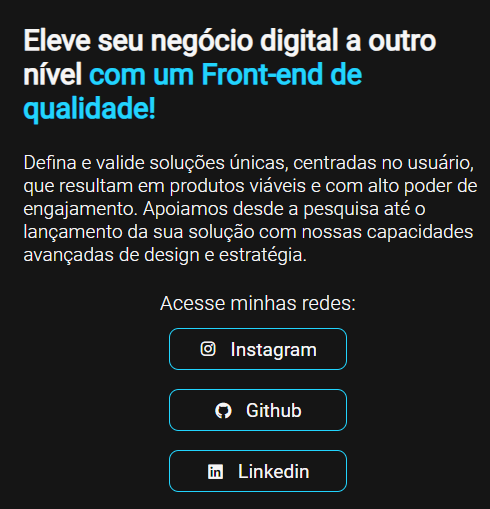 Eleve seu negócio digital a outro
nível com um Front-end de
qualidade!
Defina e valide soluções únicas, centradas no usuário,
que resultam em produtos viáveis e com alto poder de
engajamento. Apoiamos desde a pesquisa até o
lançamento da sua solução com nossas capacidades
avançadas de design e estratégia.
Acesse minhas redes:
Instagram
Github
Linkedin